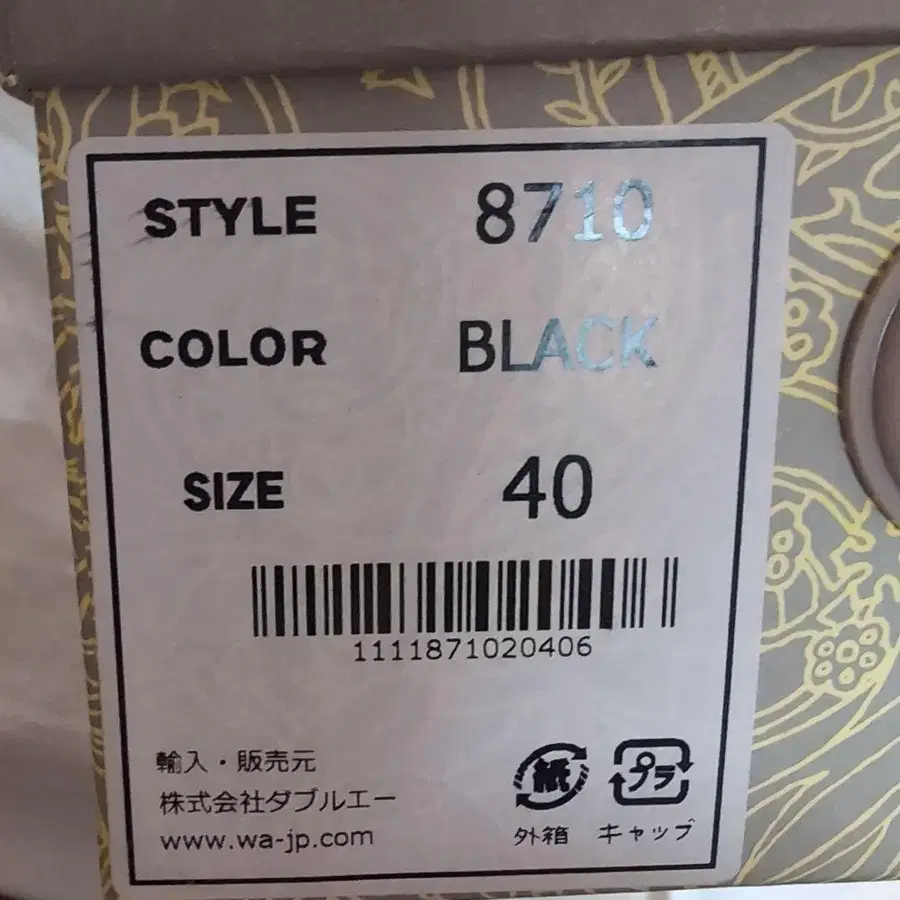 STYLE 8710
COLOR BLACK
SIZE 40
1111871020406
輸入・販売元
株式会社ダブルエー
www.wa-jp.com
紙 プラ
外箱 キャップ